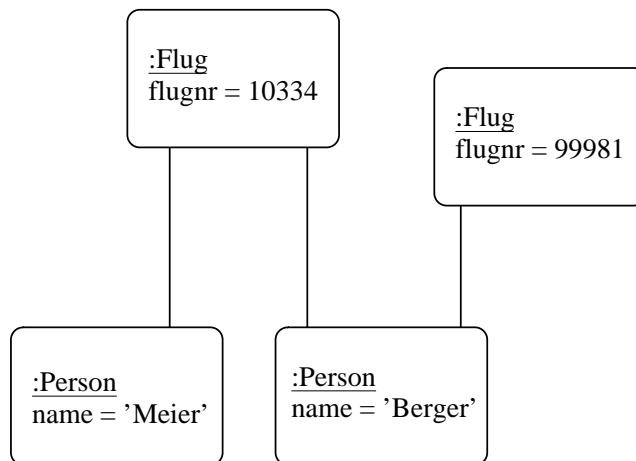 :Flug
flugnr = 10334
:Flug
flugnr = 99981
:Person
name = ’Meier’
:Person
name = ’Berger’